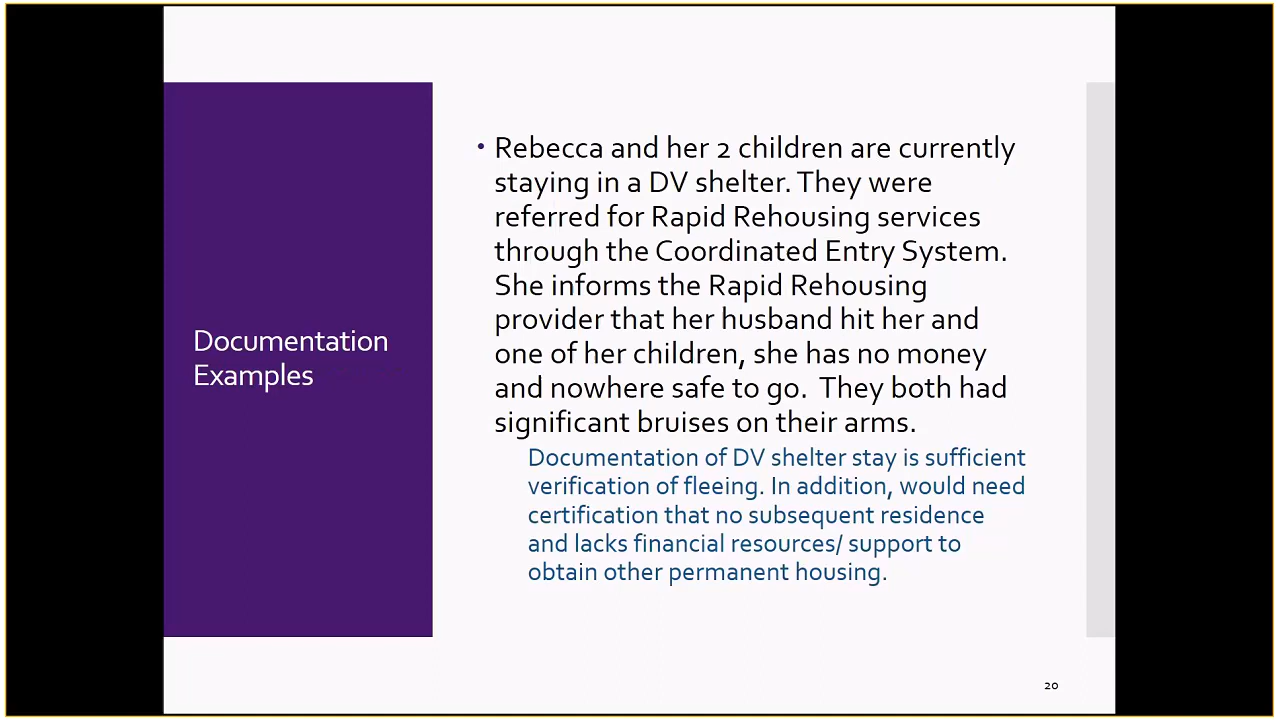 Documentation
Examples
• Rebecca and her 2 children are currently
staying in a DV shelter. They were
referred for Rapid Rehousing services
through the Coordinated Entry System.
She informs the Rapid Rehousing
provider that her husband hit her and
one of her children, she has no money
and nowhere safe to go.  They both had
significant bruises on their arms.
Documentation of DV shelter stay is sufficient
verification of fleeing. In addition, would need
certification that no subsequent residence
and lacks financial resources/ support to
obtain other permanent housing.
20